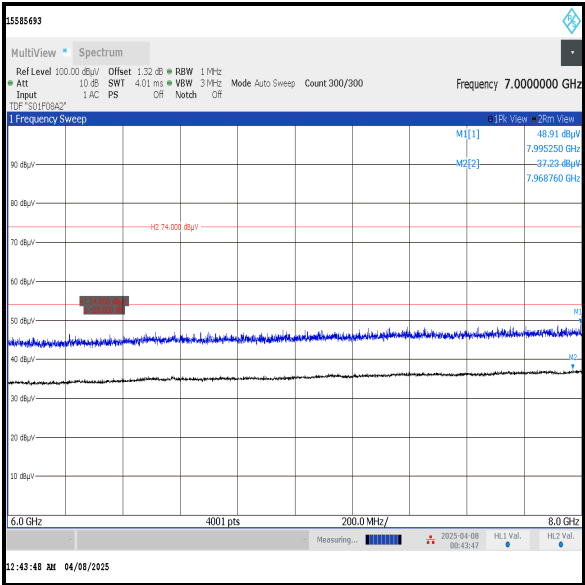 15585693
MultiView Spectrum
Ref Level 100.00 dBµV Offset 1.32 dB RBW 1 MHz
Att 10 dB SWT 4.01 ms VBW 3 MHz Mode Auto Sweep Count 300/300 Frequency 7.0000000 GHz
Input 1 AC PS Off Notch Off
TDF "S01F08A2"
1 Frequency Sweep 1Pk View 2Rm View
M1[1] 48.91 dBµV
7.995250 GHz
M2[2] 37.23 dBµV
7.968760 GHz
90 dBµV
80 dBµV
H2 74.000 dBµV
70 dBµV
60 dBµV
50 dBµV
M1
40 dBµV
M2
30 dBµV
20 dBµV
10 dBµV
6.0 GHz 4001 pts 200.0 MHz/ 8.0 GHz
Measuring... 2025-04-08 00:43:47 HL1 Val. HL2 Val.
12:43:48 AM 04/08/2025